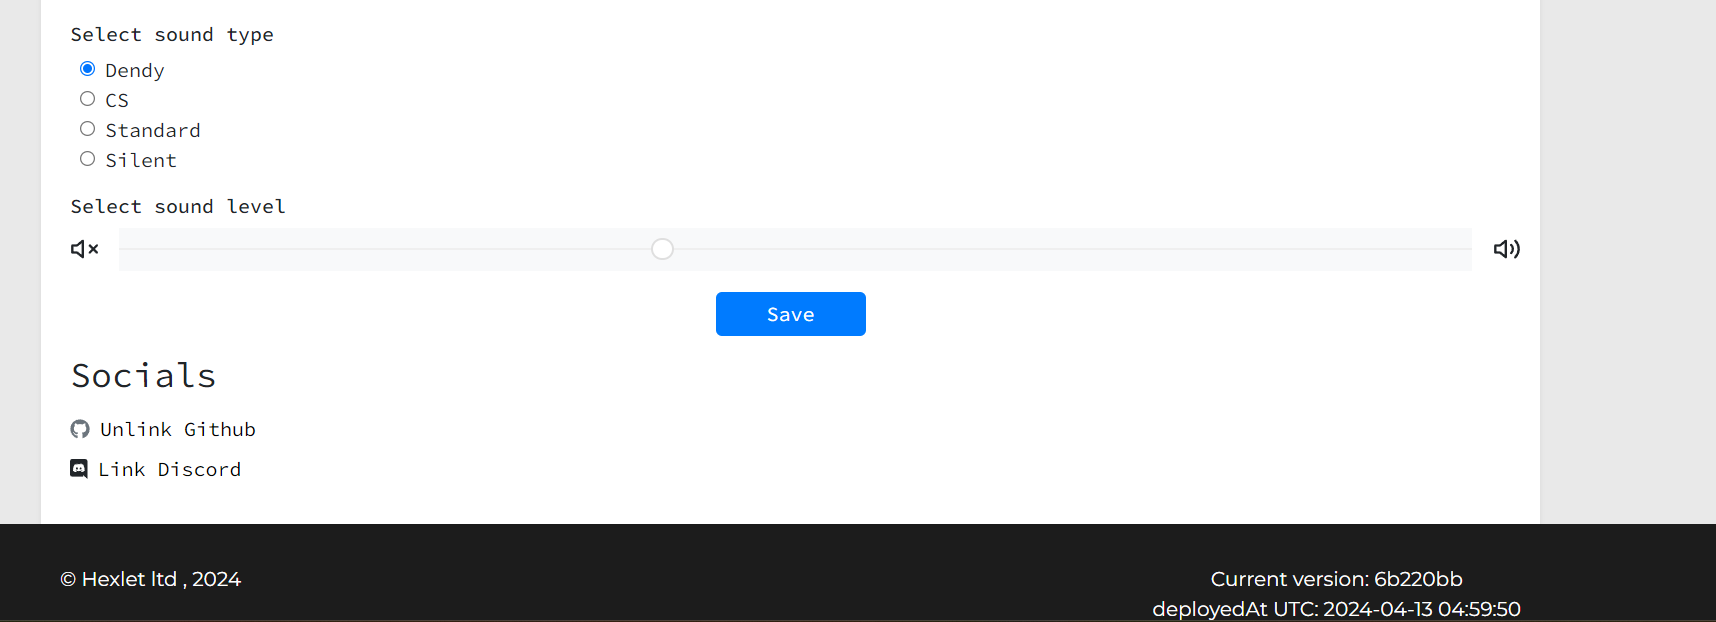 Select sound type
Dendy
CS
Standard
Silent
Select sound level
Save
Socials
Unlink Github
Link Discord
© Hexlet ltd , 2024
Current version: 6b220bb
deployedAt UTC: 2024-04-13 04:59:50